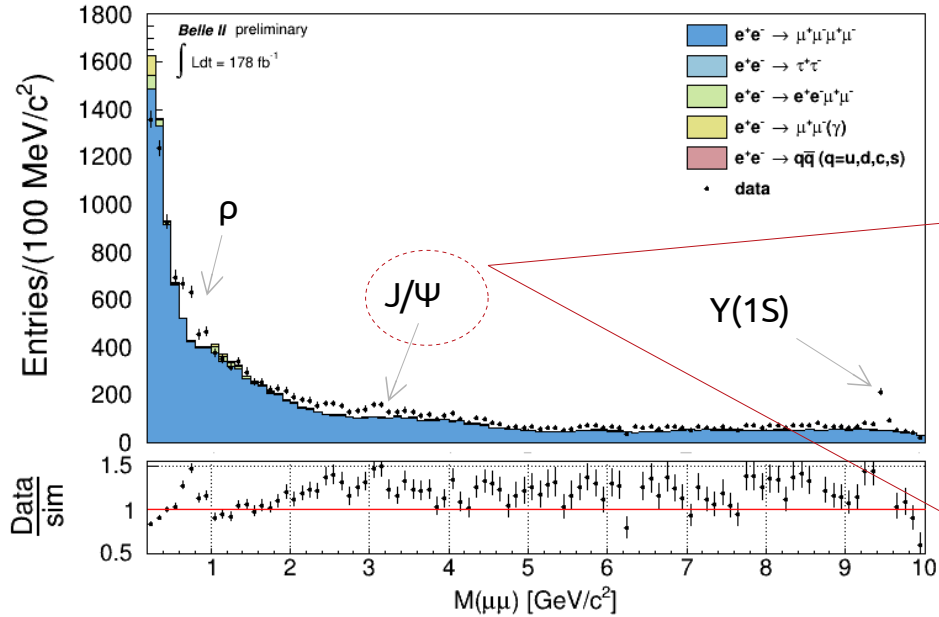 Belle II preliminary
∫ Ldt = 178 fb⁻¹
e⁺e⁻ → μ⁺μ⁻μ⁺μ⁻
e⁺e⁻ → τ⁺τ⁻
e⁺e⁻ → e⁺e⁻μ⁺μ⁻
e⁺e⁻ → μ⁺μ⁻(γ)
e⁺e⁻ → qq̅ (q=u,d,c,s)
data
Entries/(100 MeV/c²)
1800
1600
1400
1200
1000
800
600
400
200
0
ρ
J/Ψ
Υ(1S)
Data
sim
1.5
1
0.5
1 2 3 4 5 6 7 8 9 10
M(μμ) [GeV/c²]